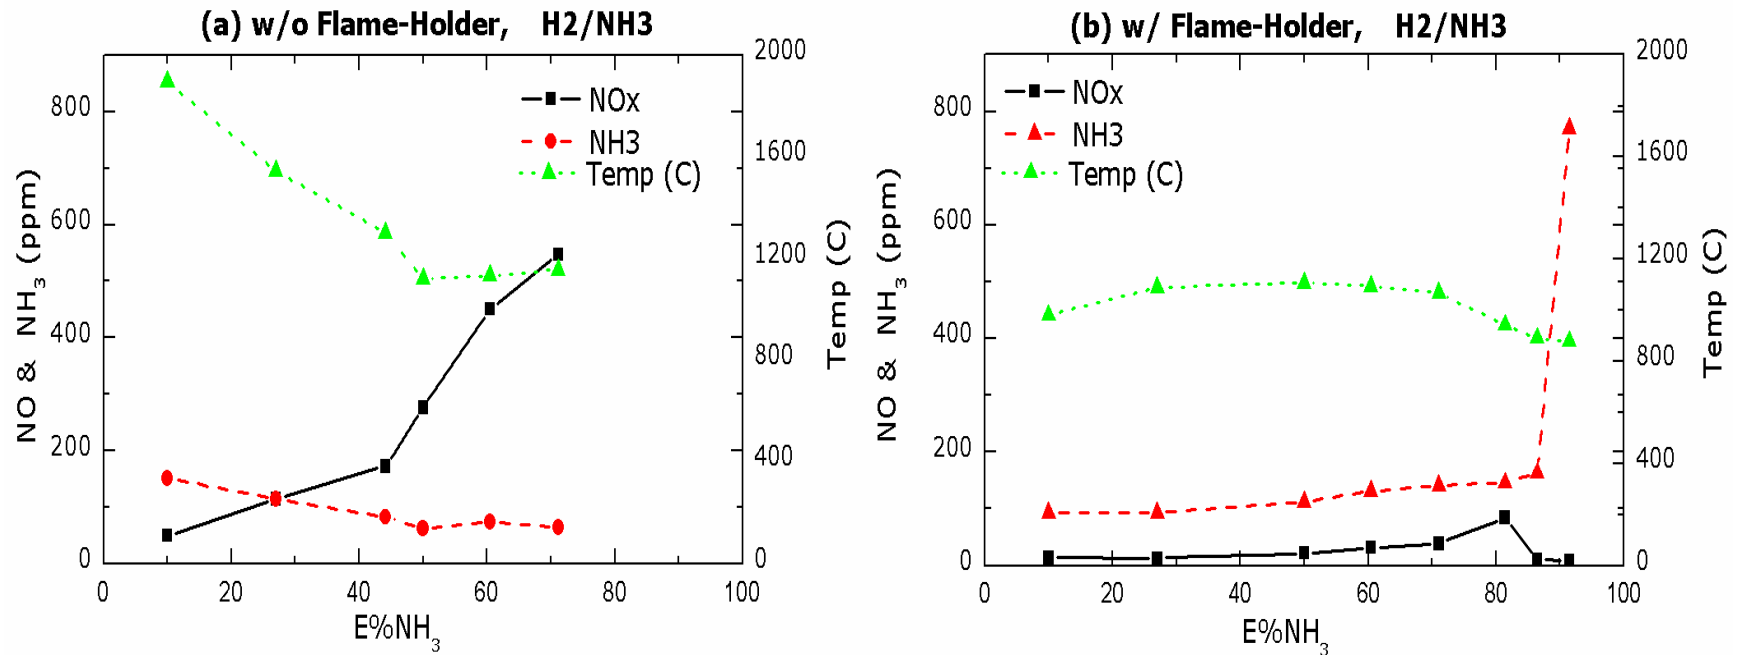 (a) w/o Flame-Holder, H2/NH3
NOx
NH3
Temp (C)
NO & NH3 (ppm)
800
600
400
200
0
2000
1600
1200
800
400
0
Temp (C)
0 20 40 60 80 100
E%NH3
(b) w/ Flame-Holder, H2/NH3
NOx
NH3
Temp (C)
NO & NH3 (ppm)
800
600
400
200
0
2000
1600
1200
800
400
0
Temp (C)
0 20 40 60 80 100
E%NH3